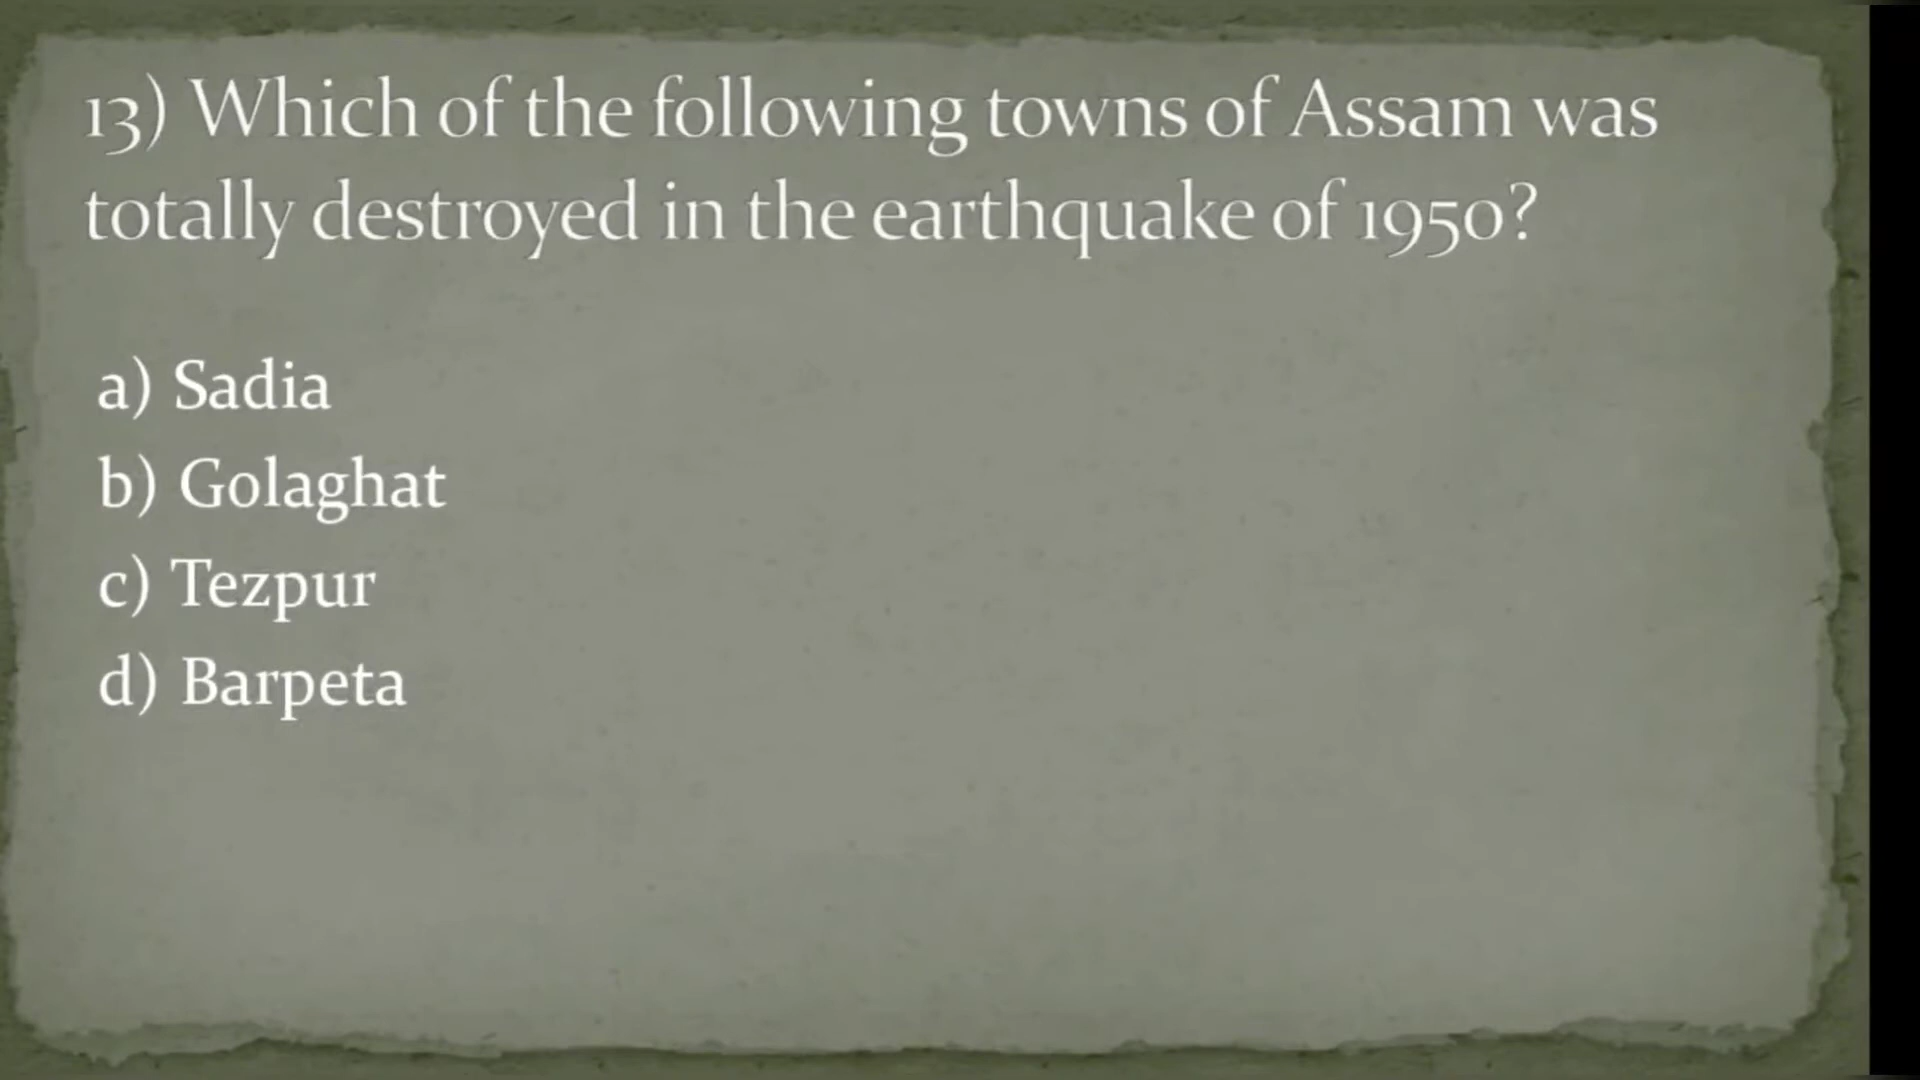 13) Which of the following towns of Assam was
totally destroyed in the earthquake of 1950?
a) Sadia
b) Golaghat
c) Tezpur
d) Barpeta